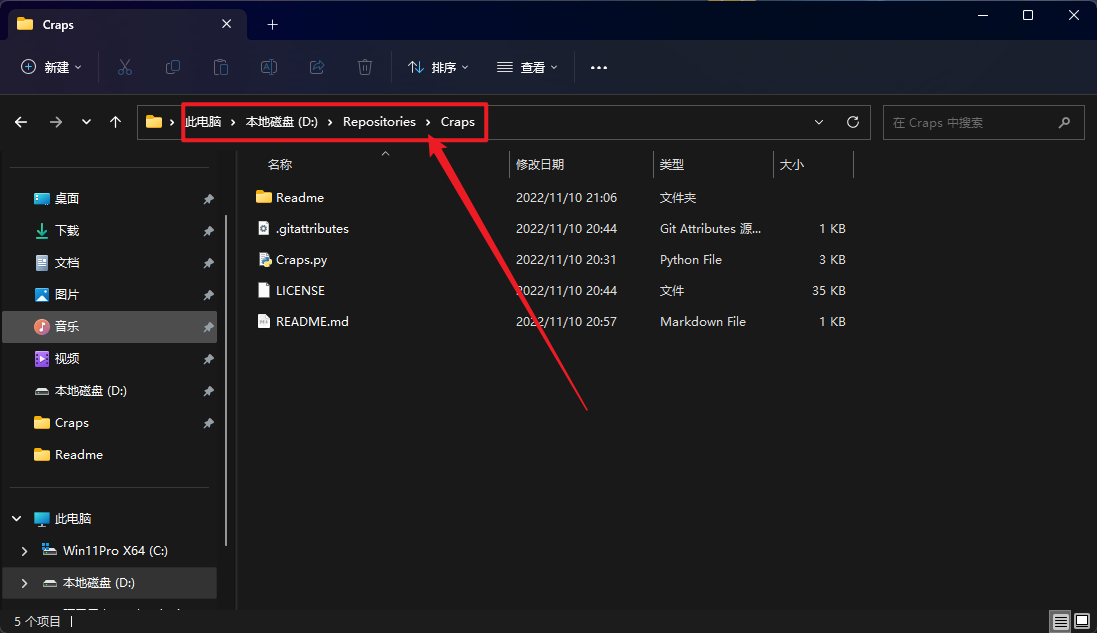 Craps
新建
排序
查看
此电脑 本地磁盘 (D:) Repositories Craps
在 Craps 中搜索
名称 修改日期 类型 大小
Readme 2022/11/10 21:06 文件夹
.gitattributes 2022/11/10 20:44 Git Attributes 源... 1 KB
Craps.py 2022/11/10 20:31 Python File 3 KB
LICENSE 2022/11/10 20:44 文件 35 KB
README.md 2022/11/10 20:57 Markdown File 1 KB
桌面
下载
文档
图片
音乐
视频
本地磁盘 (D:)
Craps
Readme
此电脑
Win11Pro X64 (C:)
本地磁盘 (D:)
5 个项目